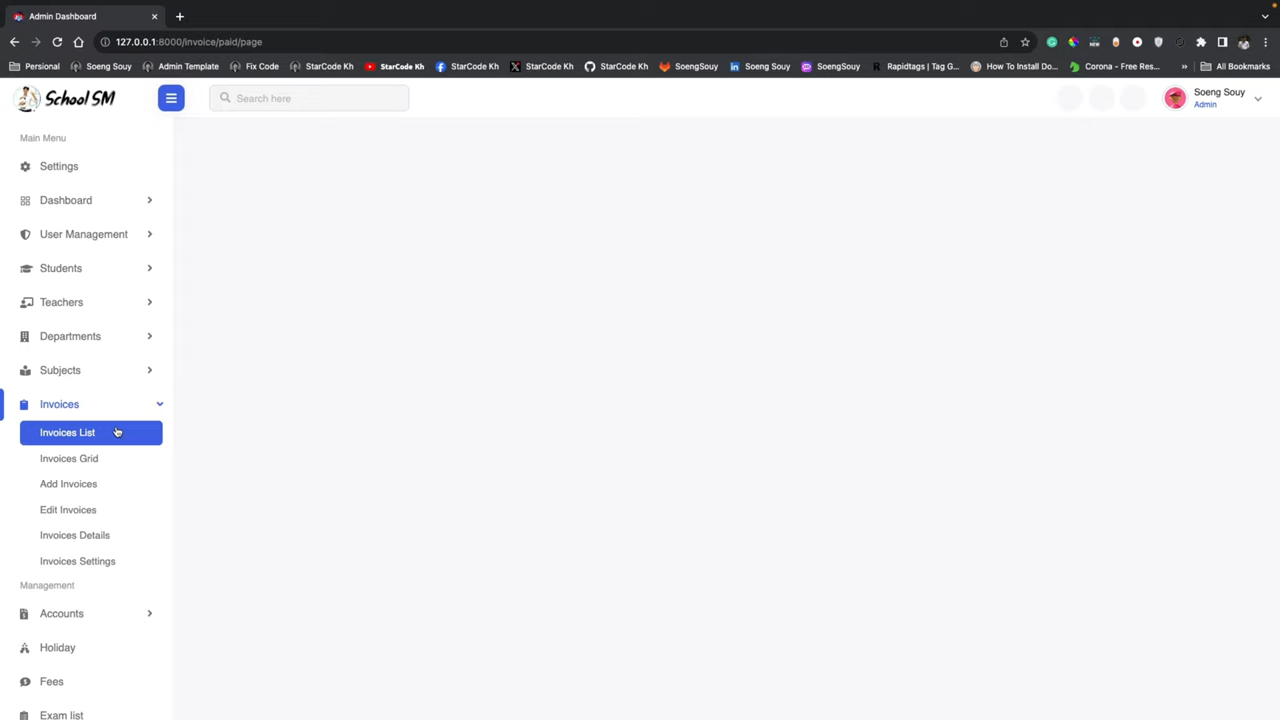 Admin Dashboard
127.0.0.1:8000/invoice/paid/page
Personal Soeng Souy Admin Template Fix Code StarCode Kh StarCode Kh StarCode Kh StarCode Kh StarCode Kh SoengSouy Soeng Souy SoengSouy Rapidtags | Tag G... How To Install Do... Corona - Free Res... » All Bookmarks
School SM
Search here
Soeng Souy
Admin
Main Menu
Settings
Dashboard
User Management
Students
Teachers
Departments
Subjects
Invoices
Invoices List
Invoices Grid
Add Invoices
Edit Invoices
Invoices Details
Invoices Settings
Management
Accounts
Holiday
Fees
Exam list